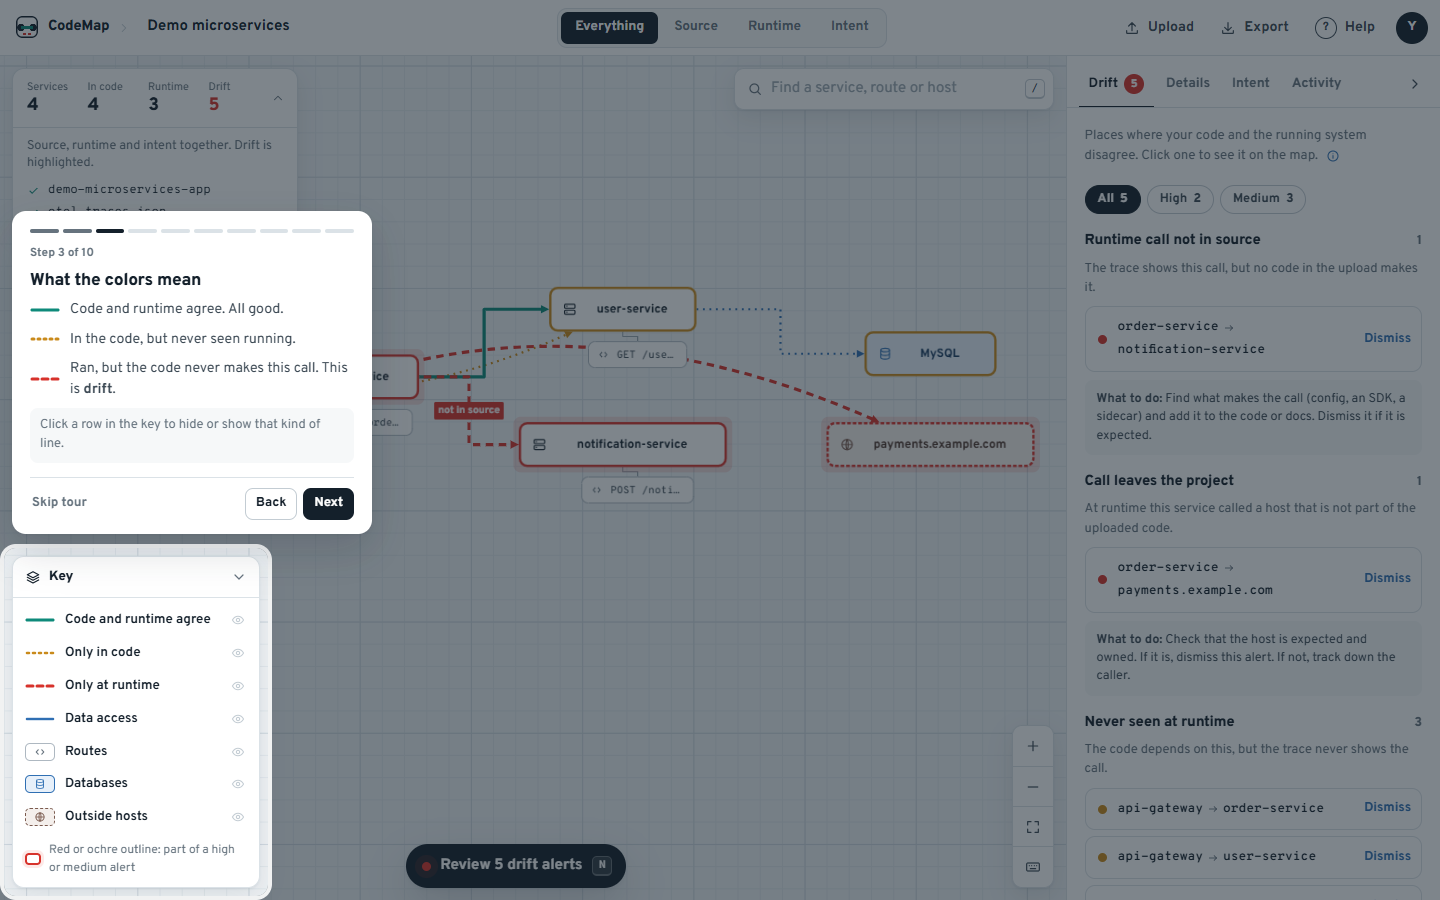 CodeMap
Demo microservices
Everything
Source
Runtime
Intent
Upload
Export
? Help
Y
Services
In code
Runtime
Drift
4
4
3
5
Source, runtime and intent together. Drift is
highlighted.
demo-microservices-app
Find a service, route or host
/
Step 3 of 10
What the colors mean
Code and runtime agree. All good.
In the code, but never seen running.
Ran, but the code never makes this call. This
is drift.
Click a row in the key to hide or show that kind of
line.
Skip tour
Back
Next
Key
Code and runtime agree
Only in code
Only at runtime
Data access
Routes
Databases
Outside hosts
Red or ochre outline: part of a high
or medium alert
user-service
GET /use…
MySQL
not in source
notification-service
POST /noti…
payments.example.com
Review 5 drift alerts
N
Drift 5
Details
Intent
Activity
Places where your code and the running system
disagree. Click one to see it on the map.
All 5
High 2
Medium 3
Runtime call not in source
1
The trace shows this call, but no code in the upload makes
it.
order-service →
notification-service
Dismiss
What to do: Find what makes the call (config, an SDK, a
sidecar) and add it to the code or docs. Dismiss it if it is
expected.
Call leaves the project
1
At runtime this service called a host that is not part of the
uploaded code.
order-service →
payments.example.com
Dismiss
What to do: Check that the host is expected and
owned. If it is, dismiss this alert. If not, track down the
caller.
Never seen at runtime
3
The code depends on this, but the trace never shows the
call.
api-gateway → order-service
Dismiss
api-gateway → user-service
Dismiss